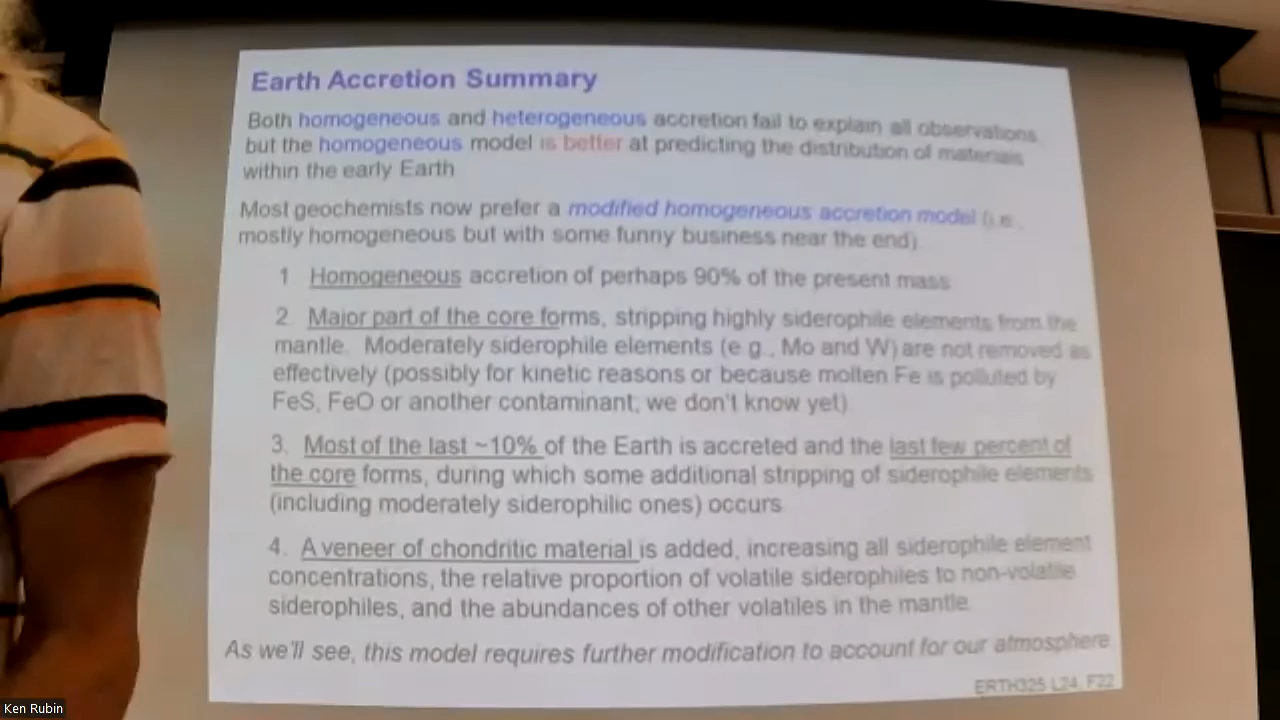 Earth Accretion Summary
Both homogeneous and heterogeneous accretion fail to explain all observations
but the homogeneous model is better at predicting the distribution of materials
within the early Earth
Most geochemists now prefer a modified homogeneous accretion model (i.e.,
mostly homogeneous but with some funny business near the end)
1. Homogeneous accretion of perhaps 90% of the present mass
2. Major part of the core forms, stripping highly siderophile elements from the
mantle. Moderately siderophile elements (e.g., Mo and W) are not removed as
effectively (possibly for kinetic reasons or because molten Fe is polluted by
FeS, FeO or another contaminant; we don't know yet)
3. Most of the last ~10% of the Earth is accreted and the last few percent of
the core forms, during which some additional stripping of siderophile elements
(including moderately siderophilic ones) occurs
4. A veneer of chondritic material is added, increasing all siderophile element
concentrations, the relative proportion of volatile siderophiles to non-volatile
siderophiles, and the abundances of other volatiles in the mantle.
As we'll see, this model requires further modification to account for our atmosphere
ERTH325 L24, F22
Ken Rubin